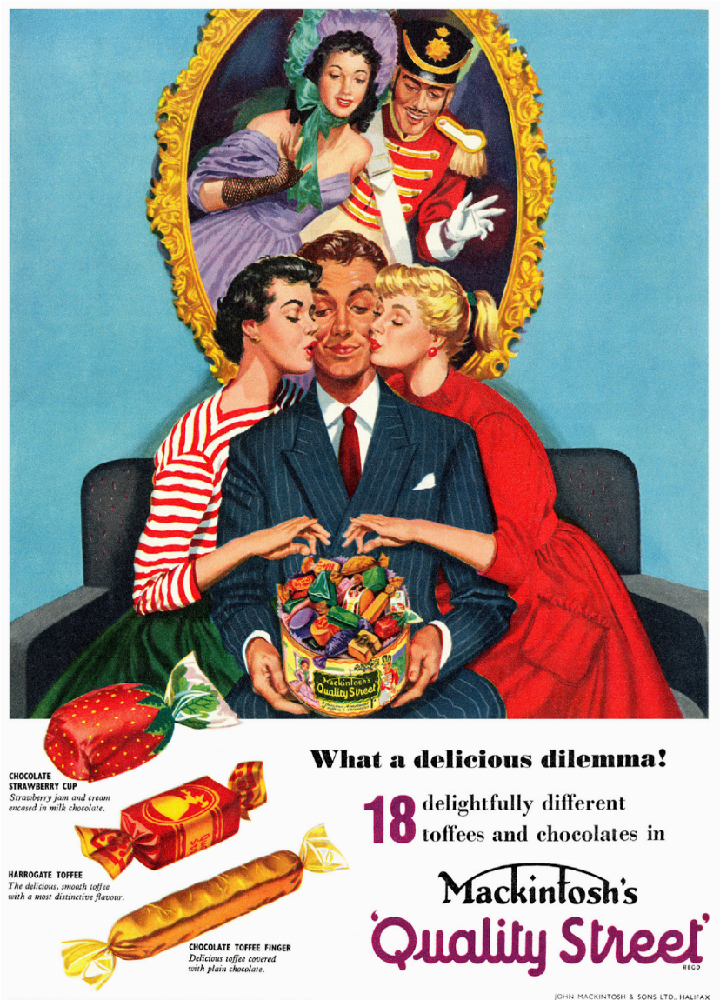 Mackintosh's
'Quality Street'
What a delicious dilemma!
18 delightfully different
toffees and chocolates in
Mackintosh's
'Quality Street'
REGD
CHOCOLATE
STRAWBERRY CUP
Strawberry jam and cream
encased in milk chocolate.
HARROGATE TOFFEE
The delicious, smooth toffee
with a most distinctive flavour.
CHOCOLATE TOFFEE FINGER
Delicious toffee covered
with plain chocolate.
JOHN MACKINTOSH & SONS LTD., HALIFAX